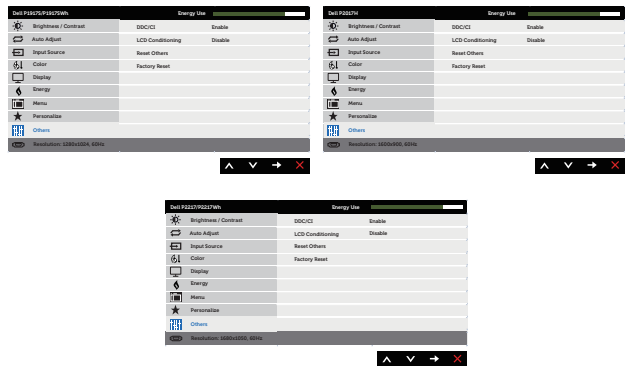 Dell P1917S/P1917SWh
Energy Use
Brightness / Contrast
DDC/CI
Enable
Auto Adjust
LCD Conditioning
Disable
Input Source
Reset Others
Color
Factory Reset
Display
Energy
Menu
Personalize
Others
Resolution: 1280x1024, 60Hz
Dell P2017H
Energy Use
Brightness / Contrast
DDC/CI
Enable
Auto Adjust
LCD Conditioning
Disable
Input Source
Reset Others
Color
Factory Reset
Display
Energy
Menu
Personalize
Others
Resolution: 1600x900, 60Hz
Dell P2217/P2217Wh
Energy Use
Brightness / Contrast
DDC/CI
Enable
Auto Adjust
LCD Conditioning
Disable
Input Source
Reset Others
Color
Factory Reset
Display
Energy
Menu
Personalize
Others
Resolution: 1680x1050, 60Hz